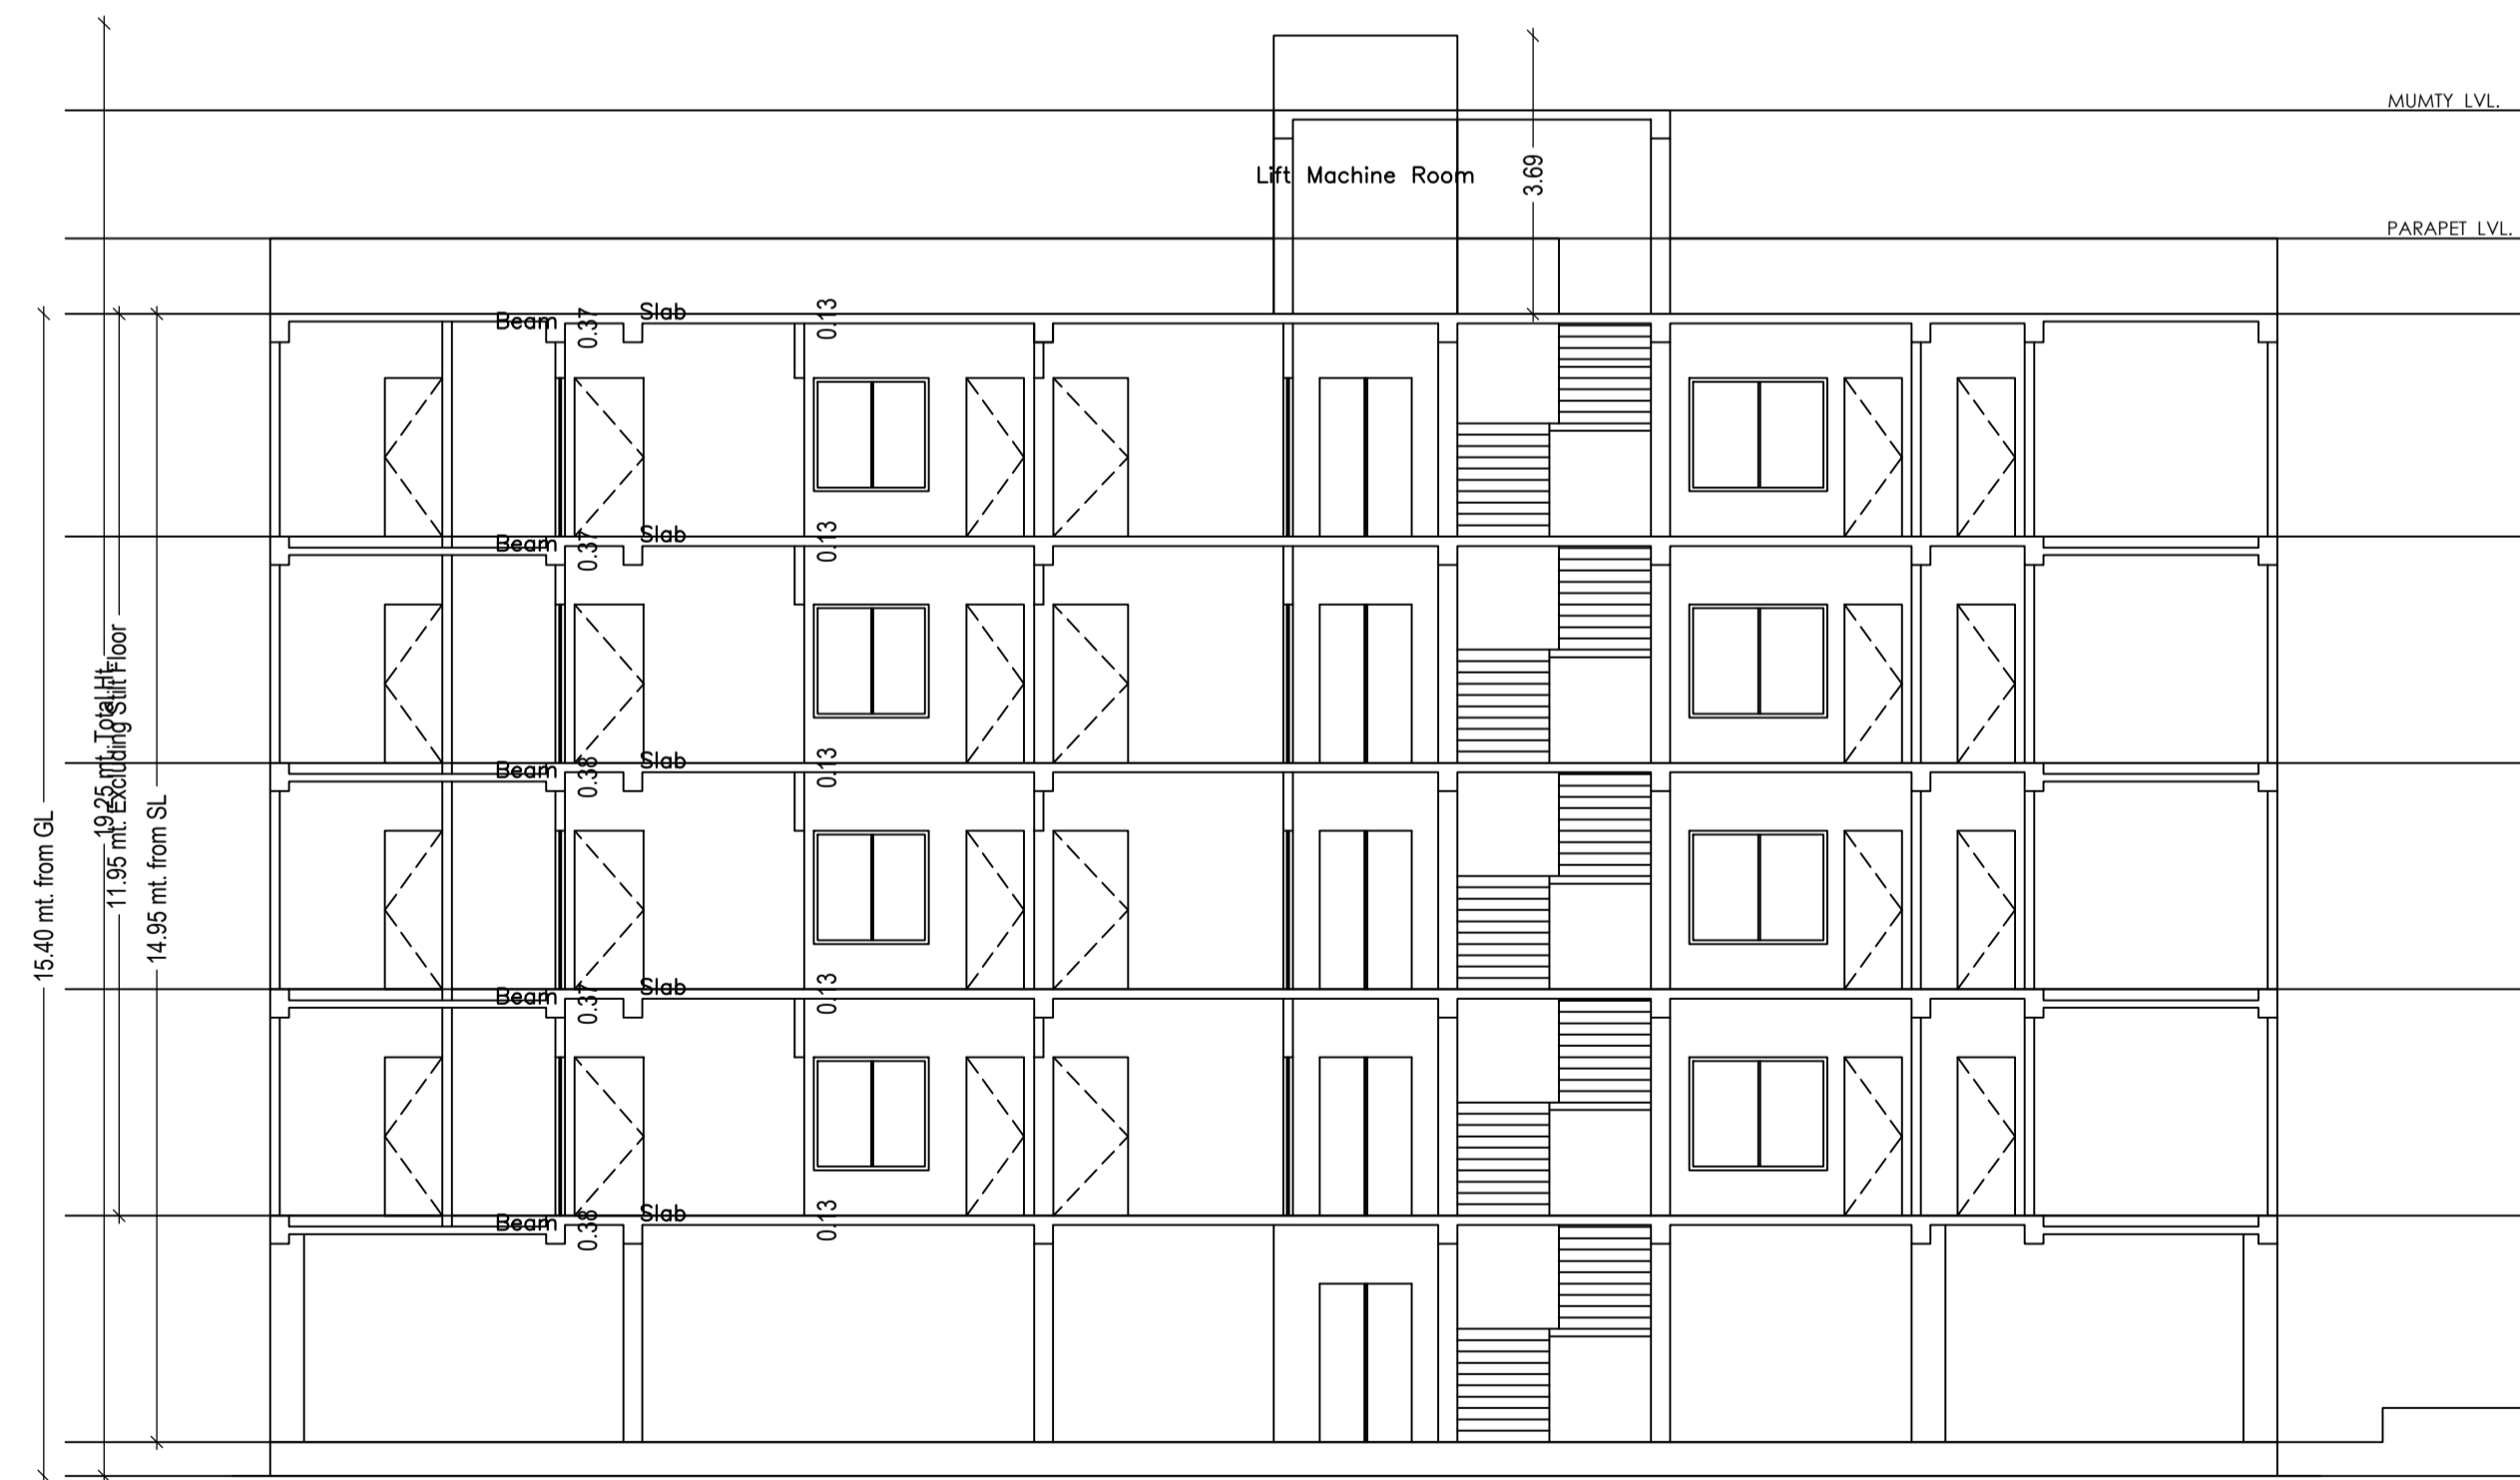 MUMTY LVL.
Lift Machine Room
3.69
PARAPET LVL.
Beam
0.37
Slab
0.13
Beam
0.37
Slab
0.13
Beam
0.38
Slab
0.13
Beam
0.37
Slab
0.13
Beam
0.38
Slab
0.13
15.40 mt. from GL
19.25 mt. Total Ht.
11.95 mt. Excluding Stilt Floor
14.95 mt. from SL